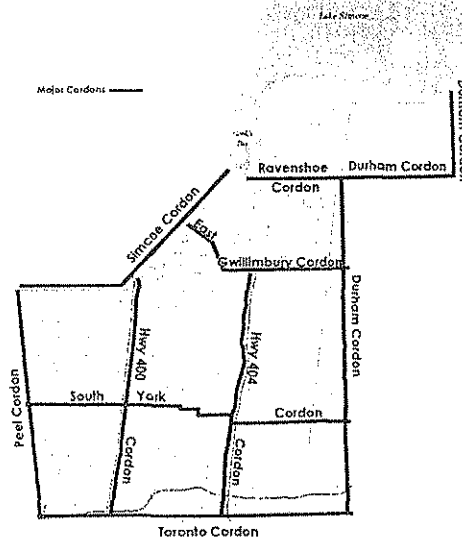 Lake Simcoe
Major Cordons
Ravenshoe
Cordon
Durham Cordon
Simcoe Cordon
East
Gwillimbury Cordon
Durham Cordon
Hwy 400
Cordon
Hwy 404
Cordon
Peel Cordon
South York
Cordon
Toronto Cordon